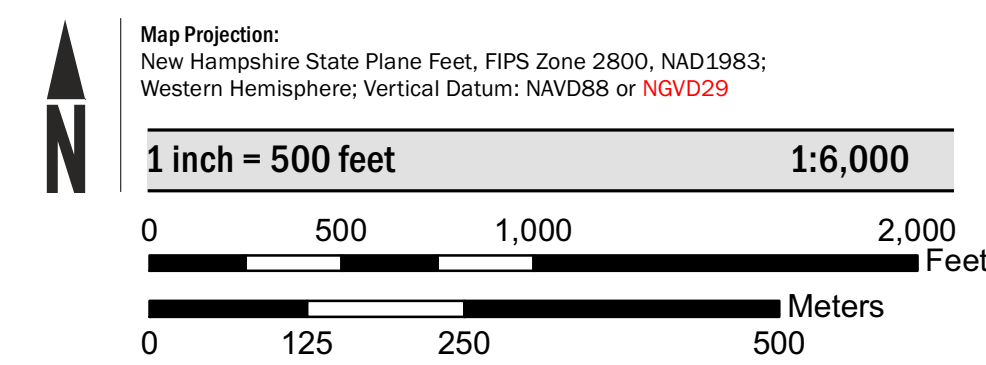 N
Map Projection:
New Hampshire State Plane Feet, FIPS Zone 2800, NAD1983;
Western Hemisphere; Vertical Datum: NAVD88 or NGVD29
1 inch = 500 feet 1:6,000
0 500 1,000 2,000
Feet
Meters
0 125 250 500